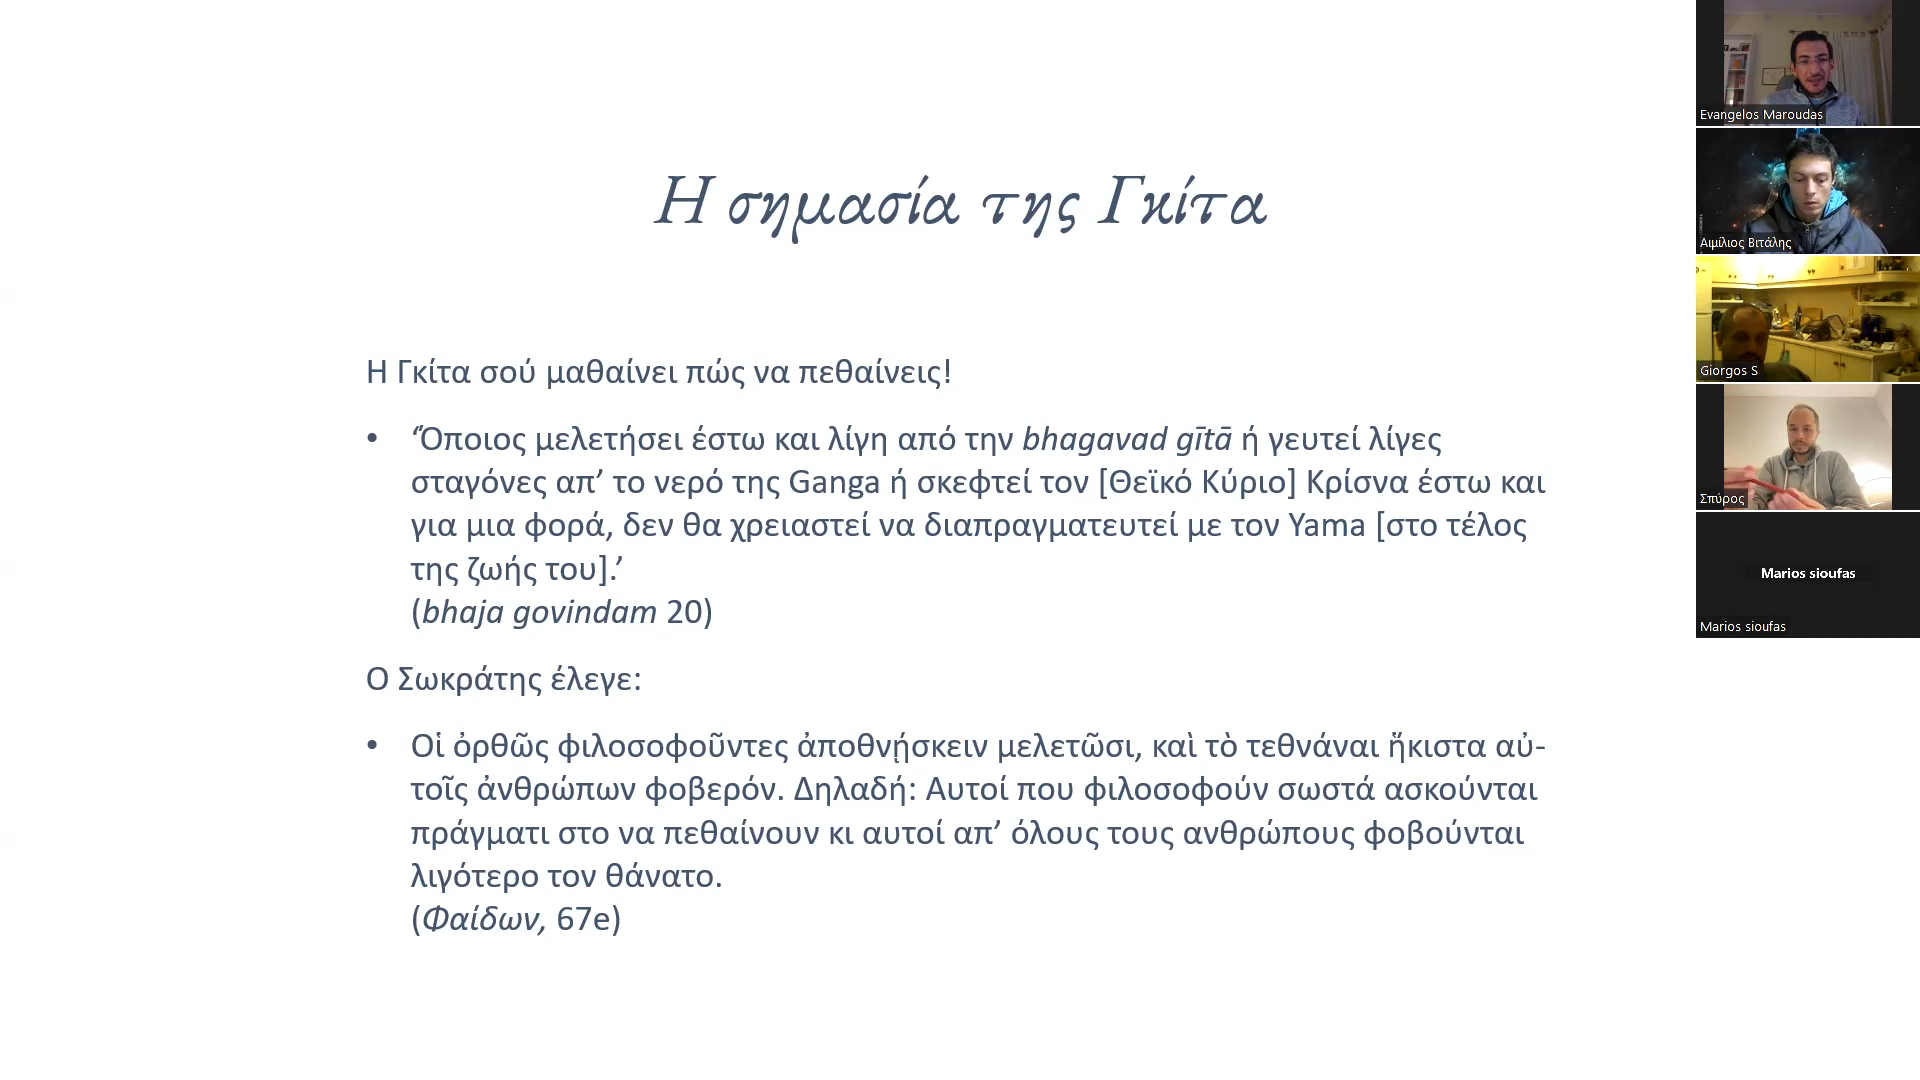 Η σημασία της Γκίτα
Η Γκίτα σού μαθαίνει πώς να πεθαίνεις!
• ‘Όποιος μελετήσει έστω και λίγη από την bhagavad gītā ή γευτεί λίγες
σταγόνες απ’ το νερό της Ganga ή σκεφτεί τον [Θεϊκό Κύριο] Κρίσνα έστω και
για μια φορά, δεν θα χρειαστεί να διαπραγματευτεί με τον Yama [στο τέλος
της ζωής του].’
(bhaja govindam 20)
Ο Σωκράτης έλεγε:
• Οἱ ὀρθῶς φιλοσοφοῦντες ἀποθνῄσκειν μελετῶσι, καὶ τὸ τεθνάναι ἥκιστα αὐ-
τοῖς ἀνθρώπων φοβερόν. Δηλαδή: Αυτοί που φιλοσοφούν σωστά ασκούνται
πράγματι στο να πεθαίνουν κι αυτοί απ’ όλους τους ανθρώπους φοβούνται
λιγότερο τον θάνατο.
(Φαίδων, 67e)
Evangelos Maroudas
Αιμίλιος Βιτάλης
Giorgos S
Σπύρος
Marios sioufas
Marios sioufas